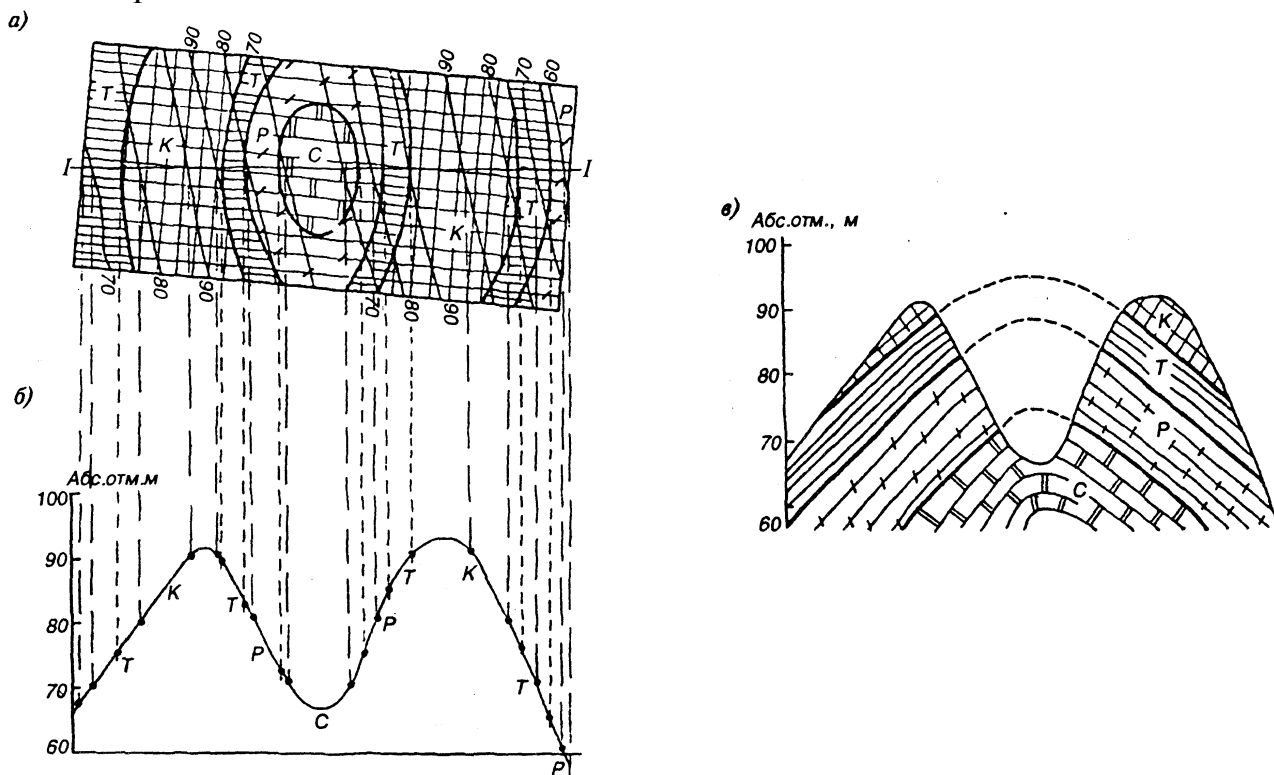 а)
90 80 70 90 80 70 60
Т Т Р
К Р С Т
I I
К Т
70 80 90 70 80 90
б)
Абс.отм.м
100
90
К Т Т К
80
Р Р
Т Т
70
С
60
Р
в)
Абс.отм., м
100
90
К
80
Т
Р
70
С
60